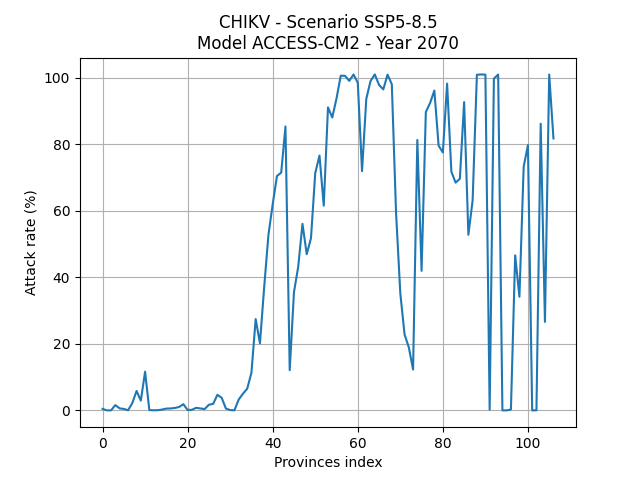 CHIKV - Scenario SSP5-8.5
Model ACCESS-CM2 - Year 2070
100
80
60
40
20
0
Attack rate (%)
0 20 40 60 80 100
Provinces index